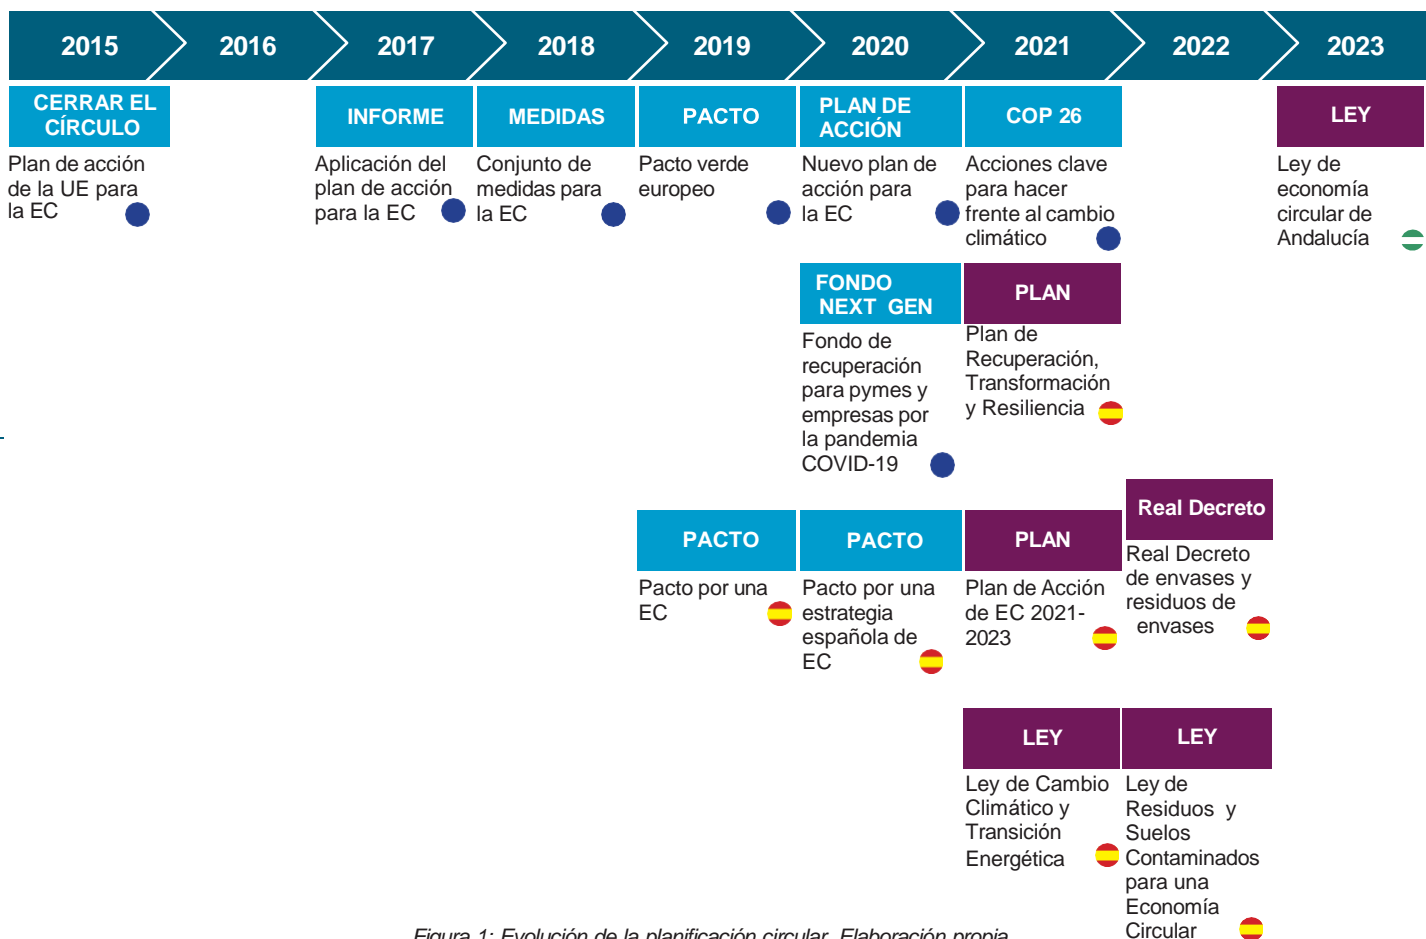 2015
2016
2017
2018
2019
2020
2021
2022
2023
CERRAR EL
CÍRCULO
Plan de acción
de la UE para
la EC
INFORME
Aplicación del
plan de acción
para la EC
MEDIDAS
Conjunto de
medidas para
la EC
PACTO
Pacto verde
europeo
PLAN DE
ACCIÓN
Nuevo plan de
acción para
la EC
COP 26
Acciones clave
para hacer
frente al cambio
climático
LEY
Ley de
economía
circular de
Andalucía
FONDO
NEXT GEN
Fondo de
recuperación
para pymes y
empresas por
la pandemia
COVID-19
PLAN
Plan de
Recuperación,
Transformación
y Resiliencia
PACTO
Pacto por una
EC
PACTO
Pacto por una
estrategia
española de
EC
PLAN
Plan de Acción
de EC 2021-
2023
Real Decreto
Real Decreto
de envases y
residuos de
envases
LEY
Ley de Cambio
Climático y
Transición
Energética
LEY
Ley de
Residuos y
Suelos
Contaminados
para una
Economía
Circular
Figura 1: Evolución de la planificación circular. Elaboración propia